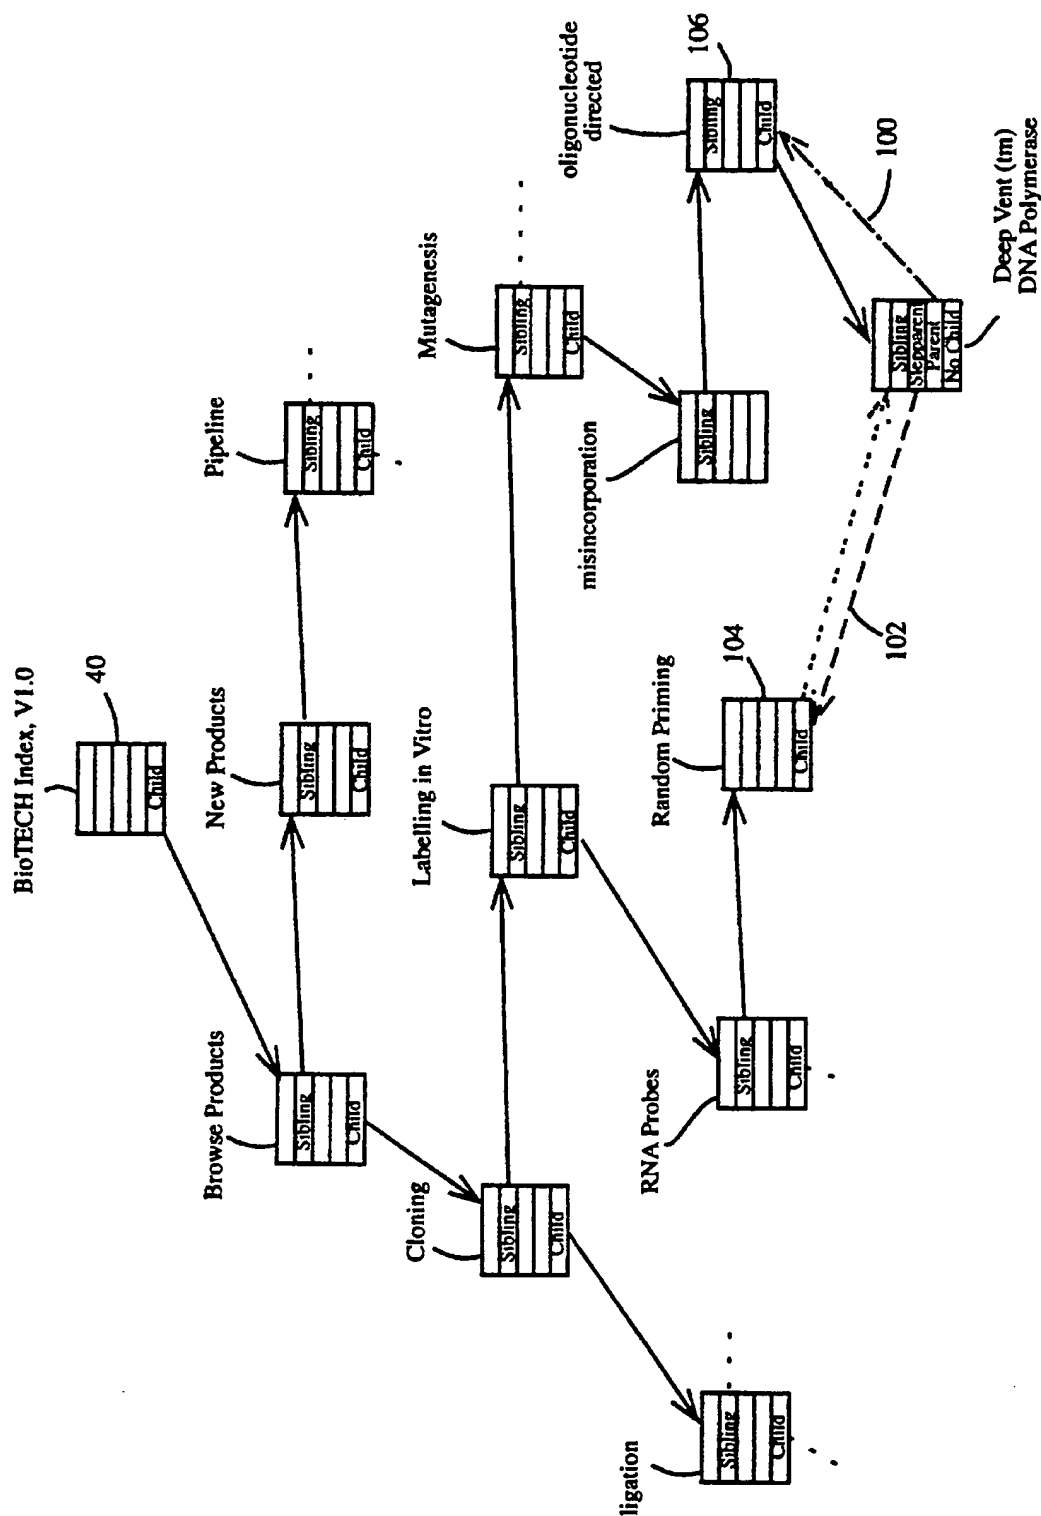 BioTECH Index, V1.0
40
Child
Browse Products
Sibling
Child
New Products
Sibling
Child
Pipeline
Sibling
Child
Cloning
Sibling
Child
Labelling in Vitro
Sibling
Child
Mutagenesis
Sibling
Child
ligation
Sibling
Child
RNA Probes
Sibling
Child
Random Priming
104
Child
misincorporation
Sibling
oligonucleotide
directed
106
Sibling
Child
102
100
Sibling
Stepparent
Parent
No Child
Deep Vent (tm)
DNA Polymerase